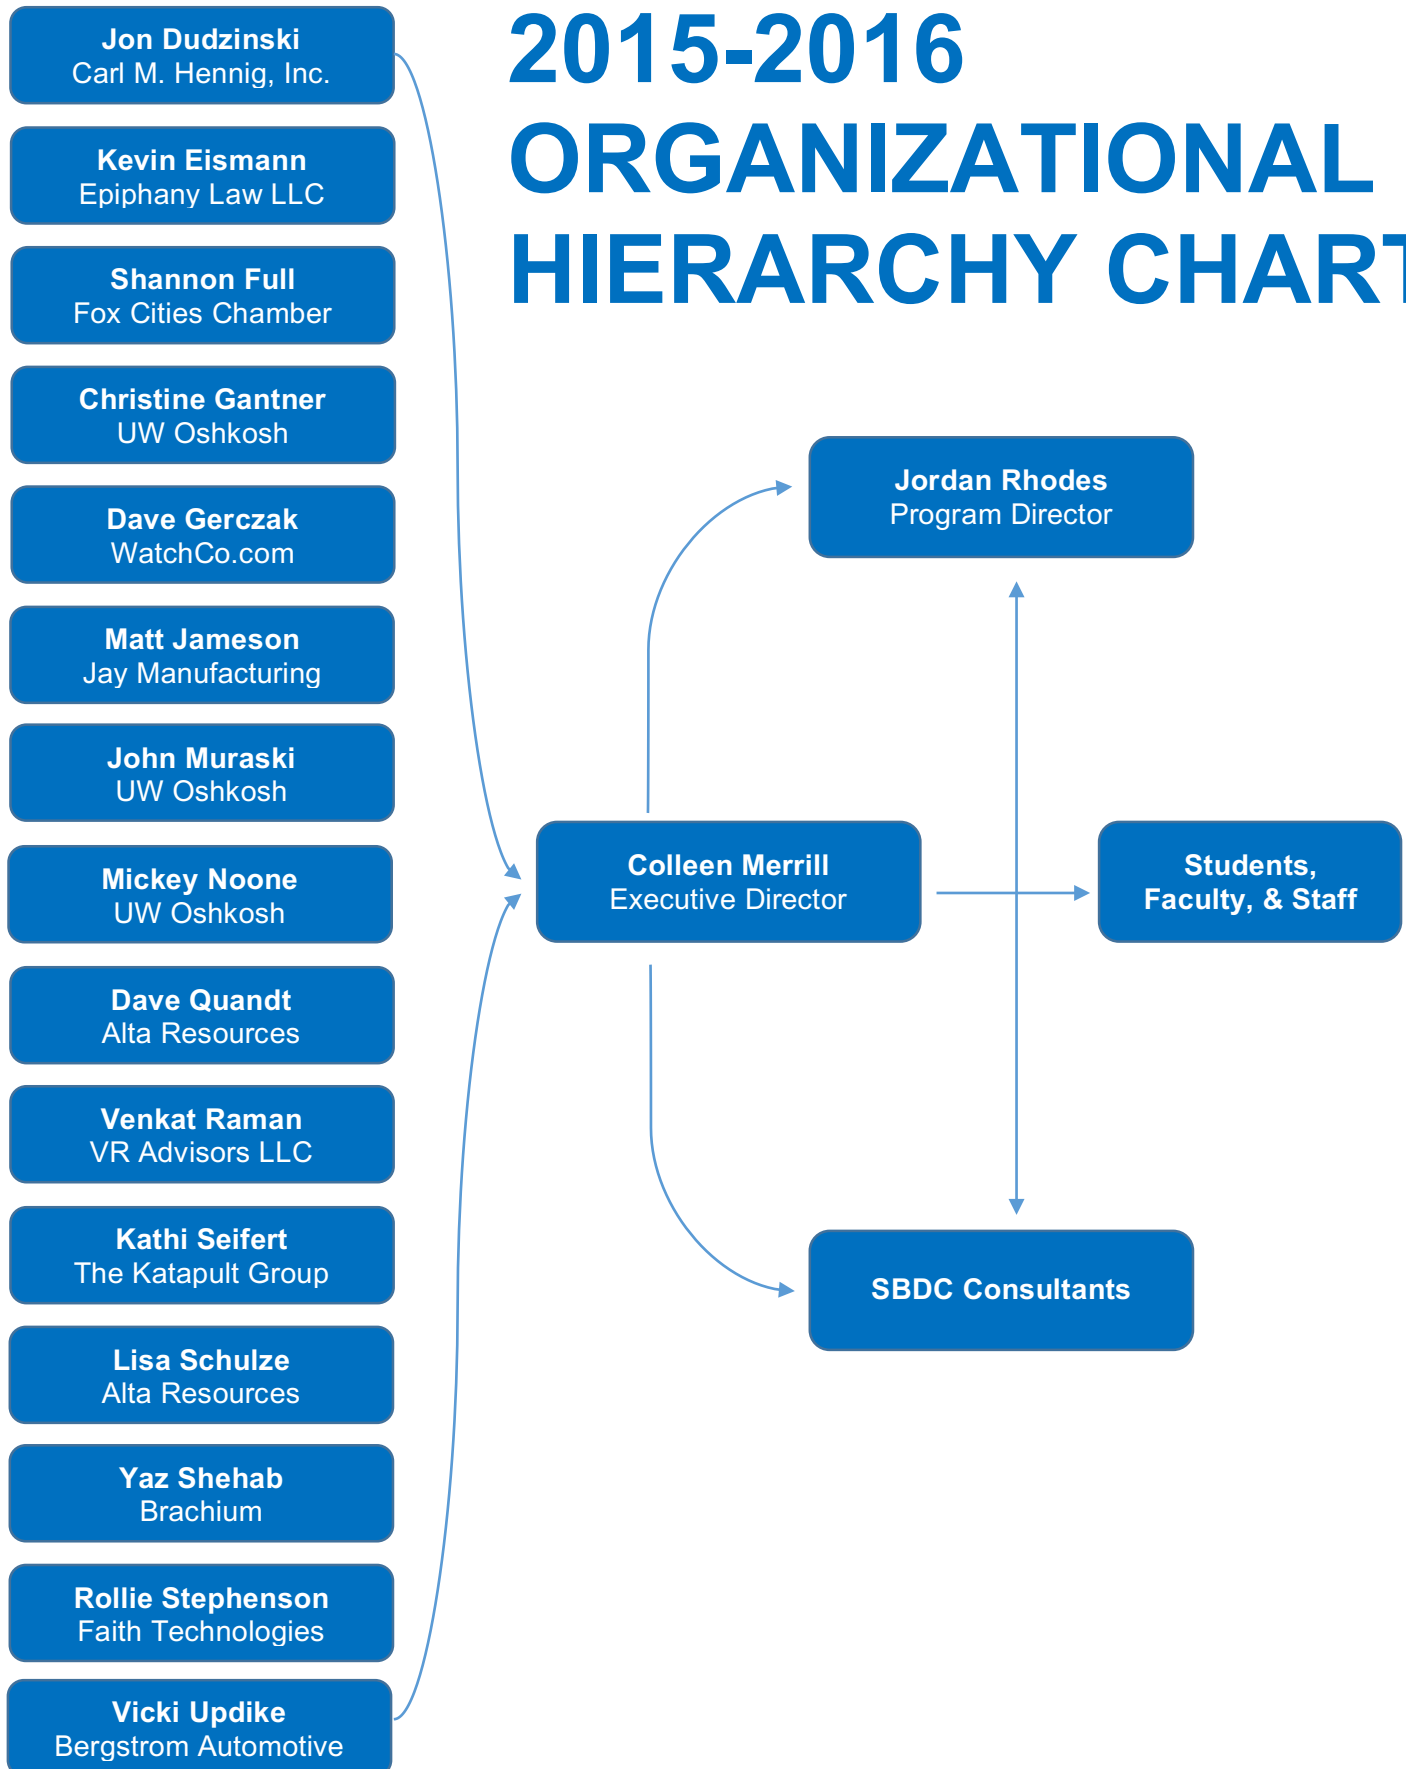 2015-2016
ORGANIZATIONAL
HIERARCHY CHART
Jon Dudzinski
Carl M. Hennig, Inc.
Kevin Eismann
Epiphany Law LLC
Shannon Full
Fox Cities Chamber
Christine Gantner
UW Oshkosh
Dave Gerczak
WatchCo.com
Matt Jameson
Jay Manufacturing
John Muraski
UW Oshkosh
Mickey Noone
UW Oshkosh
Dave Quandt
Alta Resources
Venkat Raman
VR Advisors LLC
Kathi Seifert
The Katapult Group
Lisa Schulze
Alta Resources
Yaz Shehab
Brachium
Rollie Stephenson
Faith Technologies
Vicki Updike
Bergstrom Automotive
Colleen Merrill
Executive Director
Jordan Rhodes
Program Director
Students,
Faculty, & Staff
SBDC Consultants